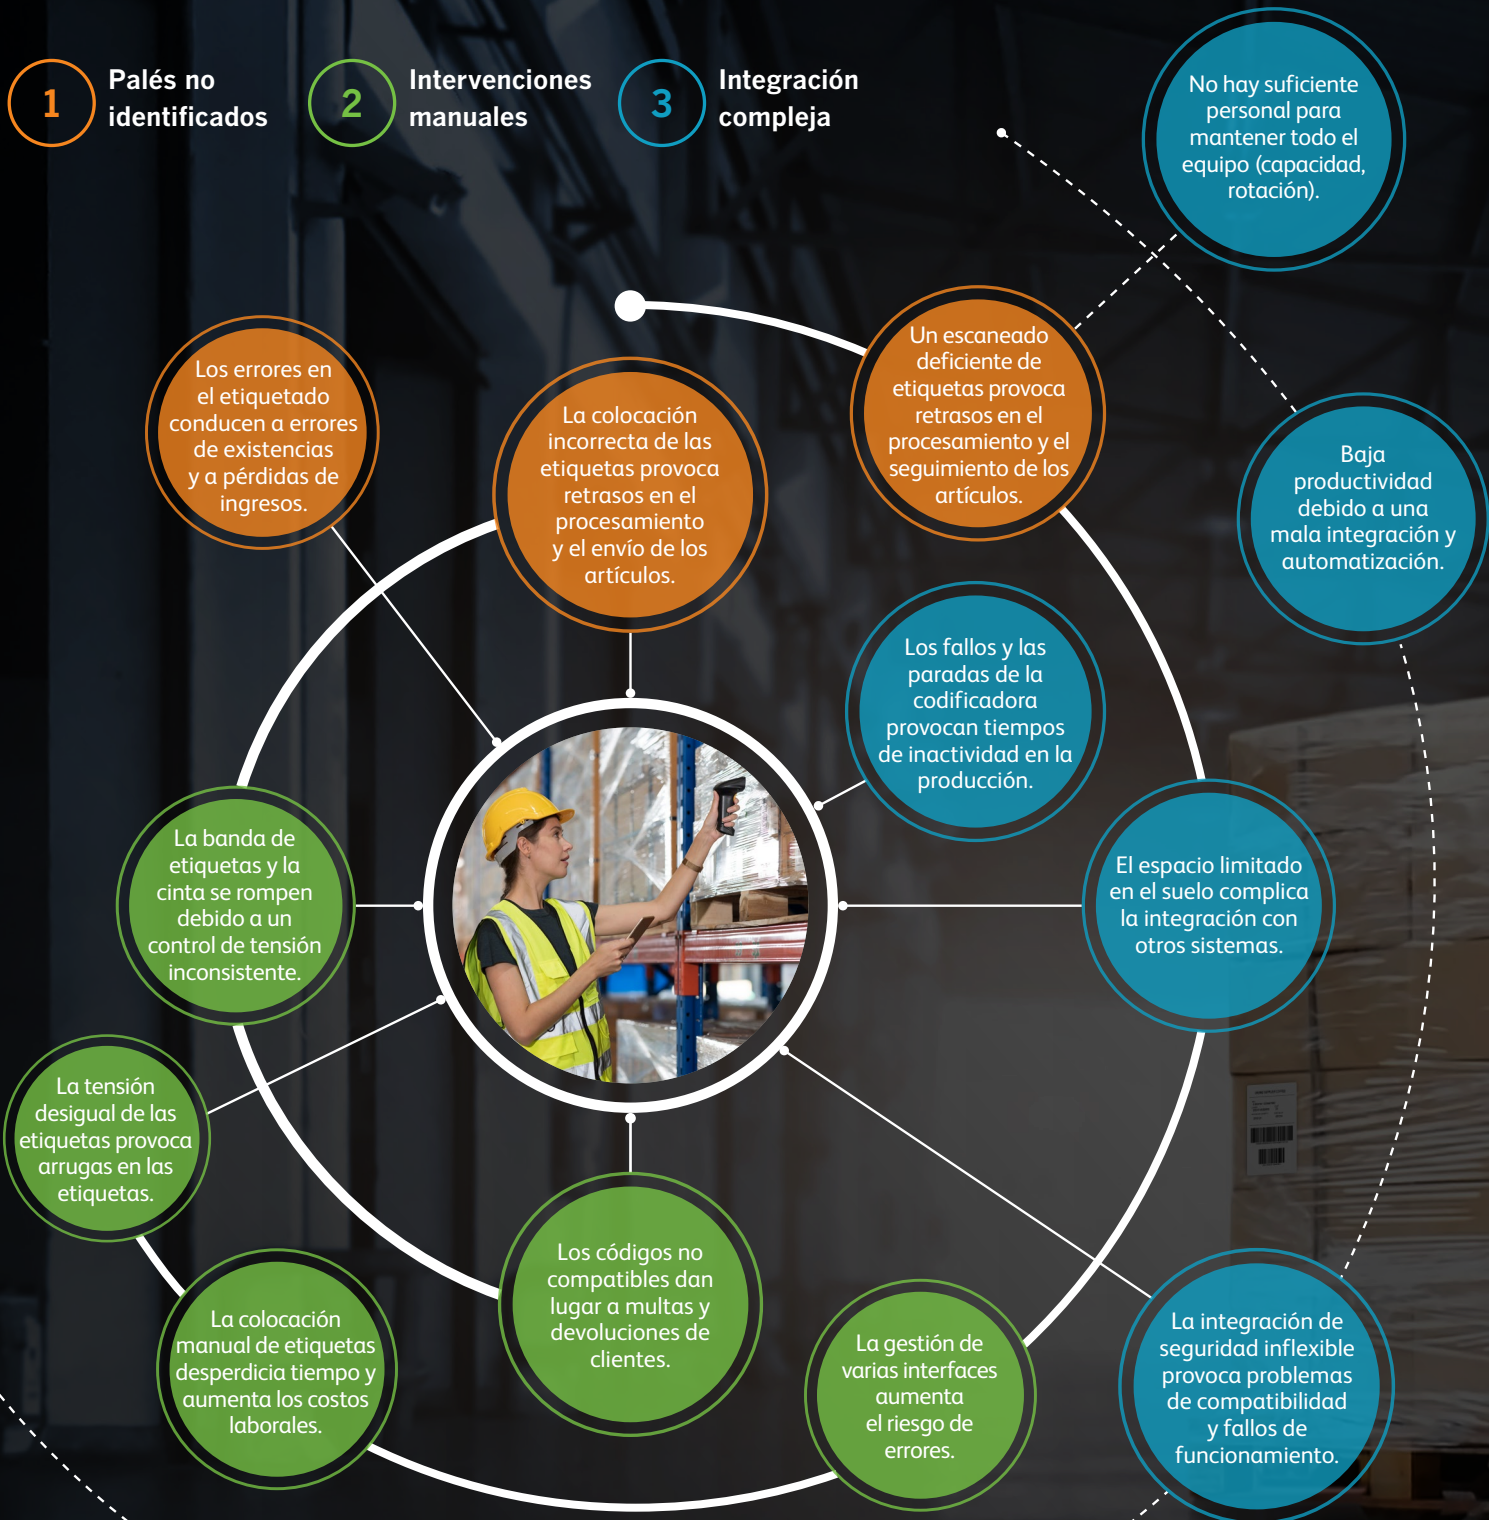 1
Palés no
identificados
2
Intervenciones
manuales
3
Integración
compleja
No hay suficiente
personal para
mantener todo el
equipo (capacidad,
rotación).
Los errores en
el etiquetado
conducen a errores
de existencias
y a pérdidas de
ingresos.
La colocación
incorrecta de las
etiquetas provoca
retrasos en el
procesamiento
y el envío de los
artículos.
Un escaneado
deficiente de
etiquetas provoca
retrasos en el
procesamiento y el
seguimiento de los
artículos.
Baja
productividad
debido a una
mala integración y
automatización.
Los fallos y las
paradas de la
codificadora
provocan tiempos
de inactividad en la
producción.
La banda de
etiquetas y la
cinta se rompen
debido a un
control de tensión
inconsistente.
El espacio limitado
en el suelo complica
la integración con
otros sistemas.
La tensión
desigual de las
etiquetas provoca
arrugas en las
etiquetas.
Los códigos no
compatibles dan
lugar a multas y
devoluciones de
clientes.
La colocación
manual de etiquetas
desperdicia tiempo y
aumenta los costos
laborales.
La gestión de
varias interfaces
aumenta
el riesgo de
errores.
La integración de
seguridad inflexible
provoca problemas
de compatibilidad
y fallos de
funcionamiento.